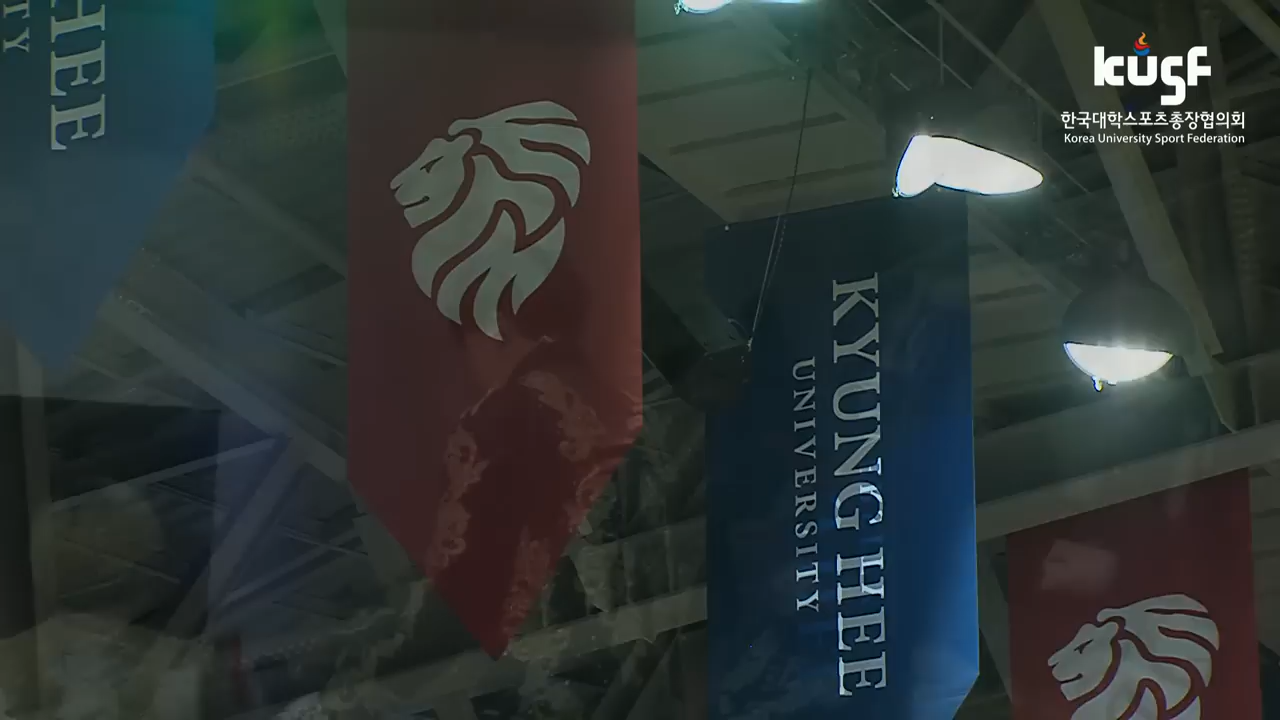 HEE
TY
kusf
한국대학스포츠총장협의회
Korea University Sport Federation
KYUNG HEE
UNIVERSITY